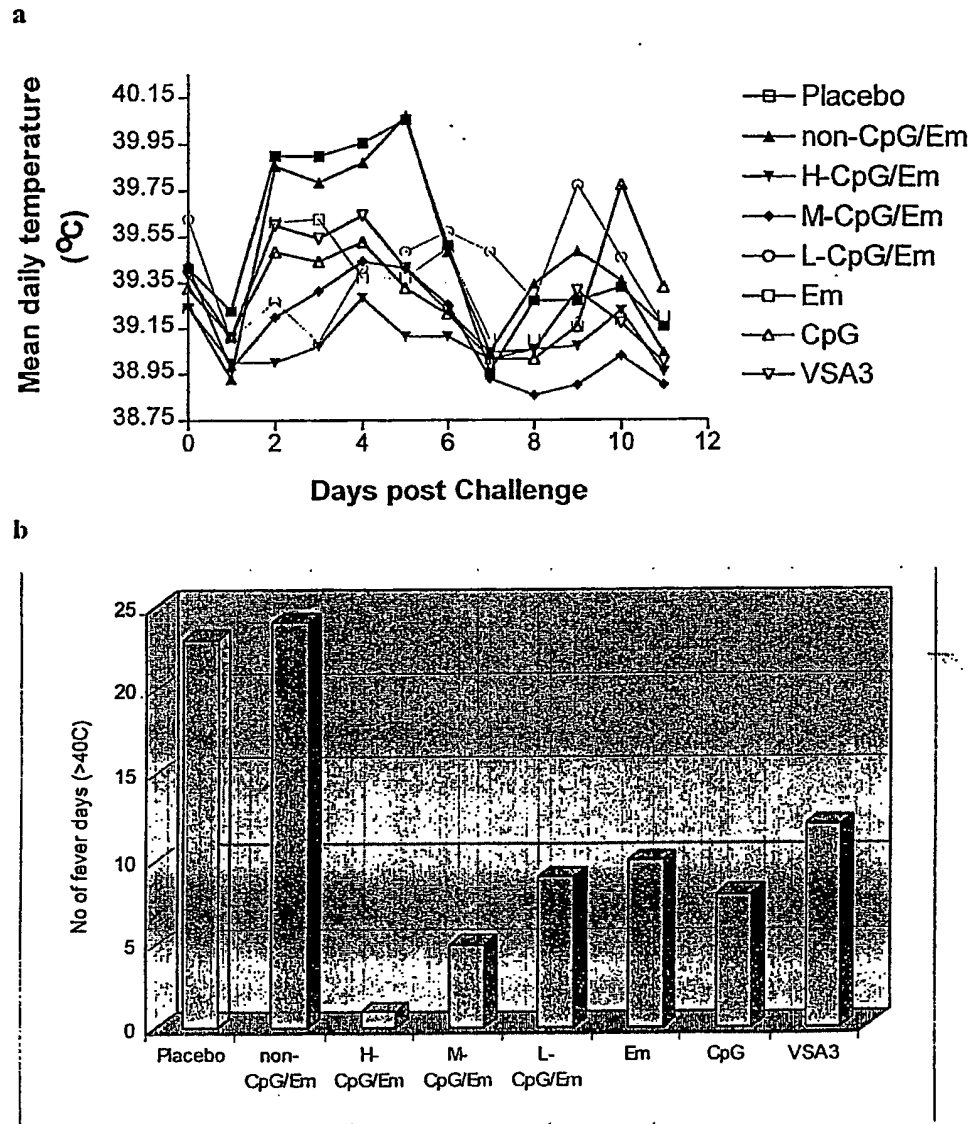 a
Mean daily temperature
(°C)
40.15
39.95
39.75
39.55
39.35
39.15
38.95
38.75
0 2 4 6 8 10 12
Days post Challenge
Placebo
non-CpG/Em
H-CpG/Em
M-CpG/Em
L-CpG/Em
Em
CpG
VSA3
b
No of fever days (>40C)
25
20
15
10
5
0
Placebo
non-
CpG/Em
H-
CpG/Em
M-
CpG/Em
L-
CpG/Em
Em
CpG
VSA3